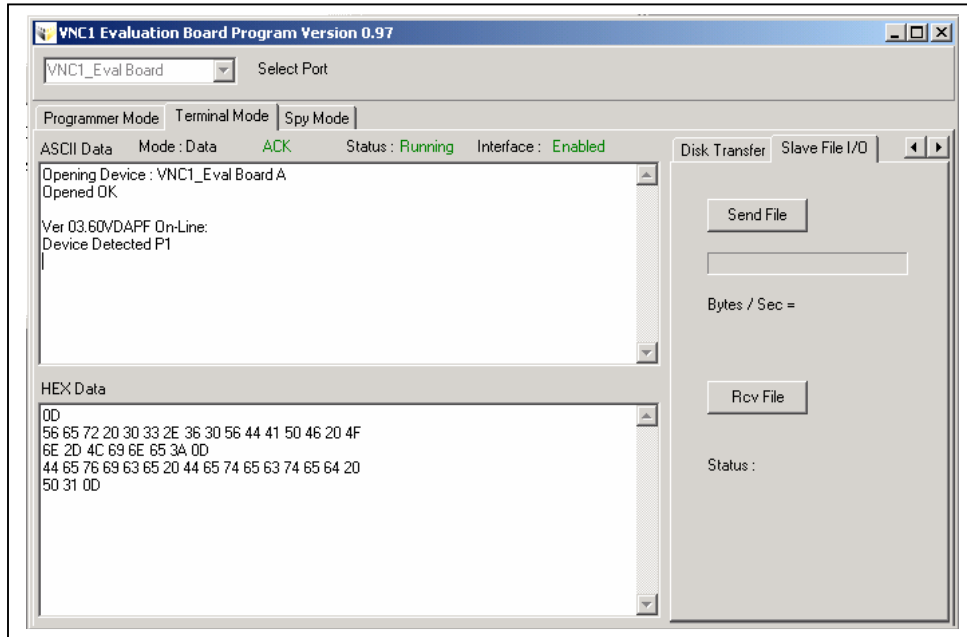 VNC1 Evaluation Board Program Version 0.97
VNC1_Eval Board Select Port
Programmer Mode Terminal Mode Spy Mode
ASCII Data Mode : Data ACK Status : Running Interface : Enabled
Opening Device : VNC1_Eval Board A
Opened OK
Ver 03.60VDAPF On-Line:
Device Detected P1
HEX Data
0D
56 65 72 20 30 33 2E 36 30 56 44 41 50 46 20 4F
6E 2D 4C 69 6E 65 3A 0D
44 65 76 69 63 65 20 44 65 74 65 63 74 65 64 20
50 31 0D
Disk Transfer Slave File I/O
Send File
Bytes / Sec =
Rcv File
Status :